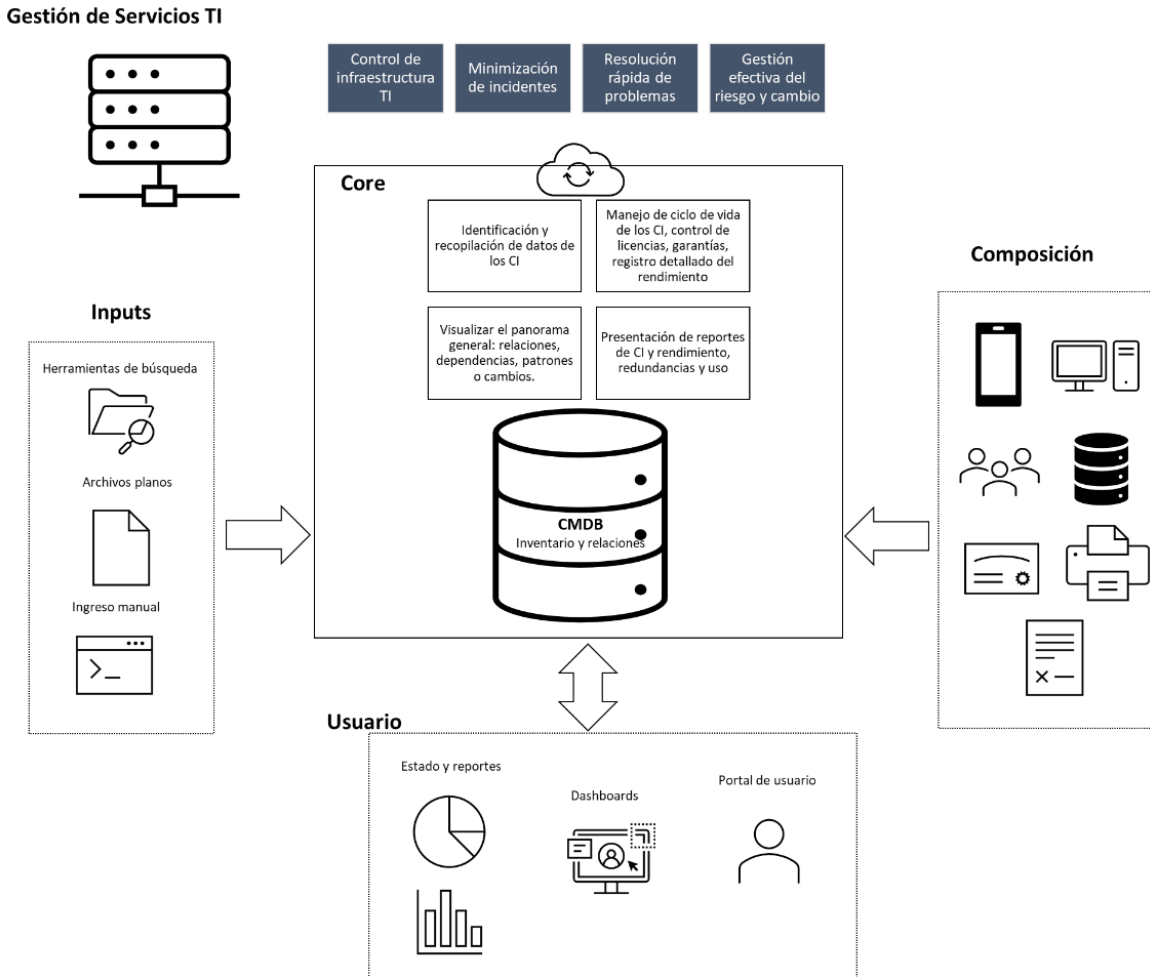 Gestión de Servicios TI
Control de
infraestructura
TI
Minimización
de incidentes
Resolución
rápida de
problemas
Gestión
efectiva del
riesgo y cambio
Core
Identificación y
recopilación de datos de
los CI
Manejo de ciclo de vida
de los CI, control de
licencias, garantías,
registro detallado del
rendimiento
Visualizar el panorama
general: relaciones,
dependencias, patrones
o cambios.
Presentación de reportes
de CI y rendimiento,
redundancias y uso
CMDB
Inventario y relaciones
Inputs
Herramientas de búsqueda
Archivos planos
Ingreso manual
Composición
Usuario
Estado y reportes
Dashboards
Portal de usuario